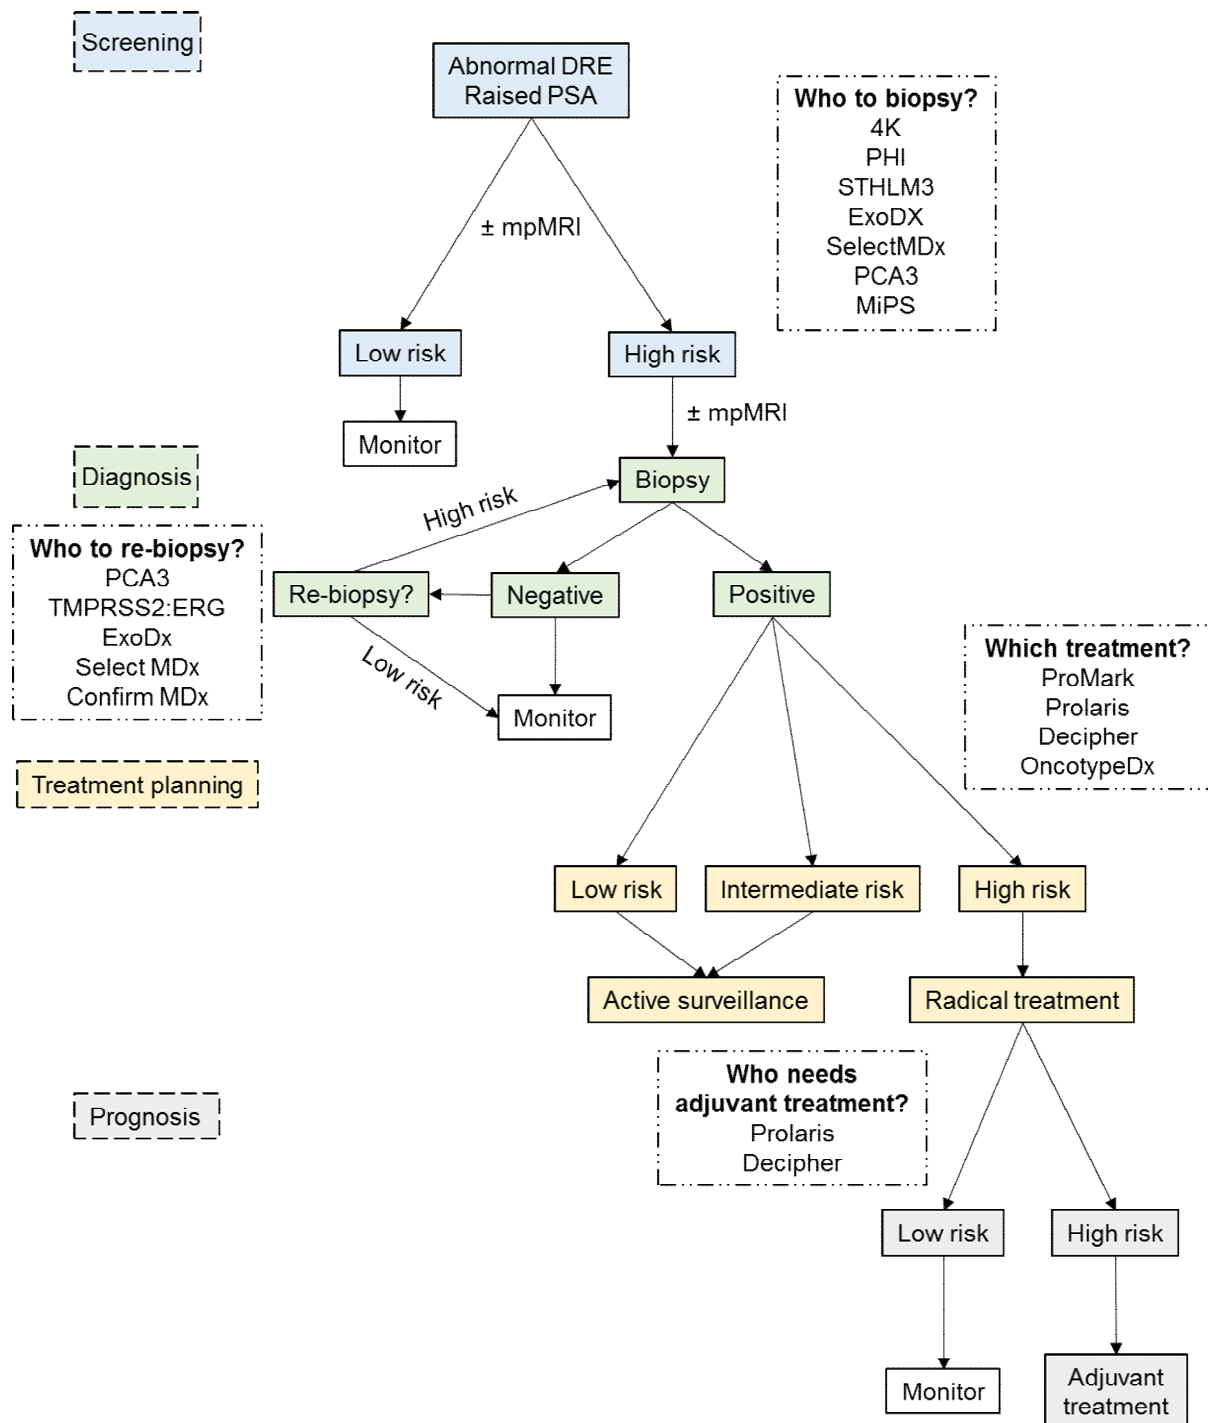 Screening
Abnormal DRE
Raised PSA
Who to biopsy?
4K
PHI
STHLM3
ExoDX
SelectMDx
PCA3
MiPS
± mpMRI
Low risk
High risk
± mpMRI
Monitor
Diagnosis
Biopsy
High risk
Who to re-biopsy?
PCA3
TMPRSS2:ERG
ExoDx
Select MDx
Confirm MDx
Re-biopsy?
Negative
Positive
Low risk
Monitor
Which treatment?
ProMark
Prolaris
Decipher
OncotypeDx
Treatment planning
Low risk
Intermediate risk
High risk
Active surveillance
Radical treatment
Who needs
adjuvant treatment?
Prolaris
Decipher
Prognosis
Low risk
High risk
Monitor
Adjuvant
treatment